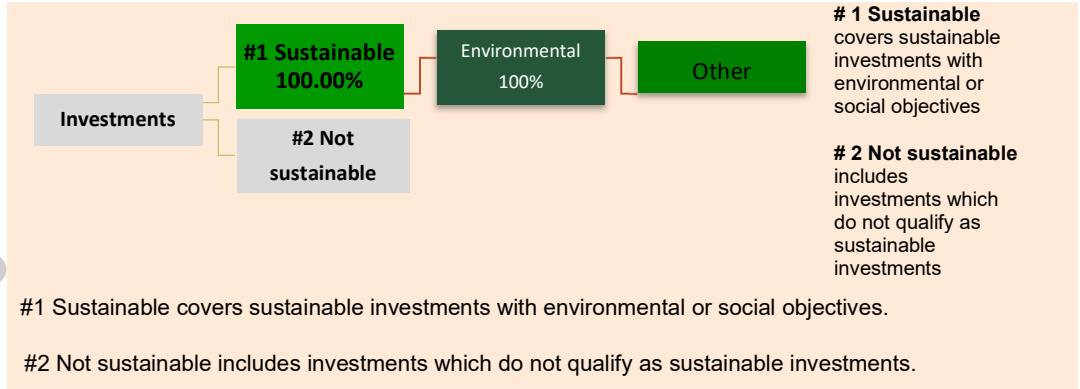 Investments
#1 Sustainable
100.00%
#2 Not
sustainable
Environmental
100%
Other
# 1 Sustainable
covers sustainable
investments with
environmental or
social objectives
# 2 Not sustainable
includes
investments which
do not qualify as
sustainable
investments
#1 Sustainable covers sustainable investments with environmental or social objectives.
#2 Not sustainable includes investments which do not qualify as sustainable investments.